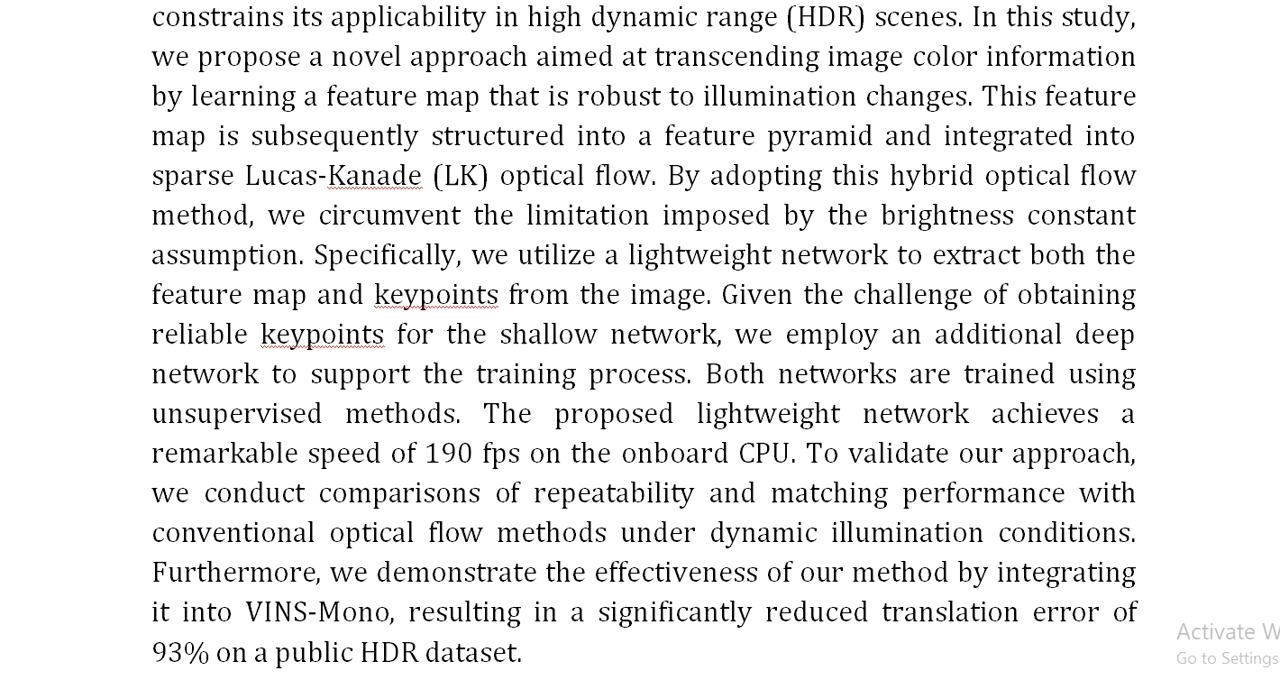 constrains its applicability in high dynamic range (HDR) scenes. In this study,
we propose a novel approach aimed at transcending image color information
by learning a feature map that is robust to illumination changes. This feature
map is subsequently structured into a feature pyramid and integrated into
sparse Lucas-Kanade (LK) optical flow. By adopting this hybrid optical flow
method, we circumvent the limitation imposed by the brightness constant
assumption. Specifically, we utilize a lightweight network to extract both the
feature map and keypoints from the image. Given the challenge of obtaining
reliable keypoints for the shallow network, we employ an additional deep
network to support the training process. Both networks are trained using
unsupervised methods. The proposed lightweight network achieves a
remarkable speed of 190 fps on the onboard CPU. To validate our approach,
we conduct comparisons of repeatability and matching performance with
conventional optical flow methods under dynamic illumination conditions.
Furthermore, we demonstrate the effectiveness of our method by integrating
it into VINS-Mono, resulting in a significantly reduced translation error of
93% on a public HDR dataset.
Activate W
Go to Settings